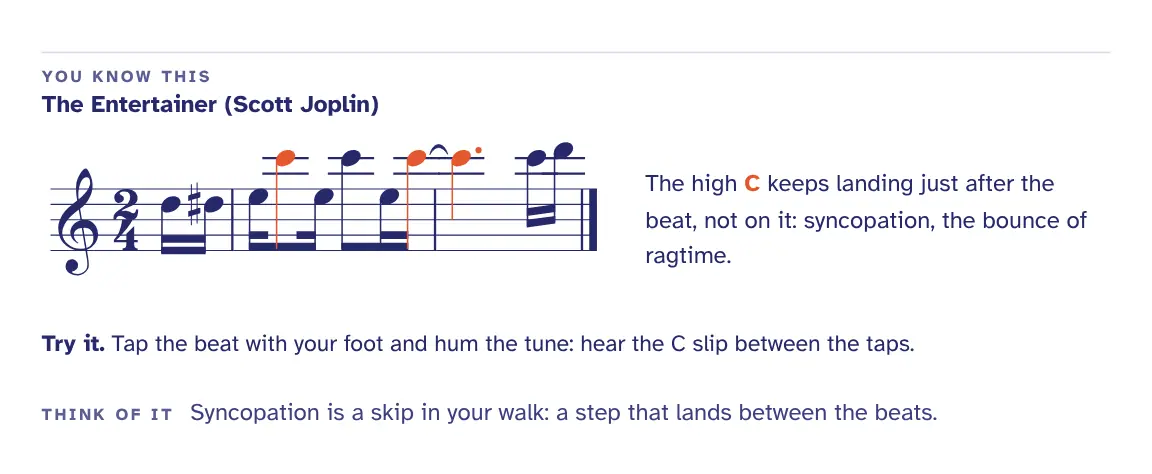 YOU KNOW THIS
The Entertainer (Scott Joplin)
2
4
The high C keeps landing just after the
beat, not on it: syncopation, the bounce of
ragtime.
Try it. Tap the beat with your foot and hum the tune: hear the C slip between the taps.
THINK OF IT Syncopation is a skip in your walk: a step that lands between the beats.